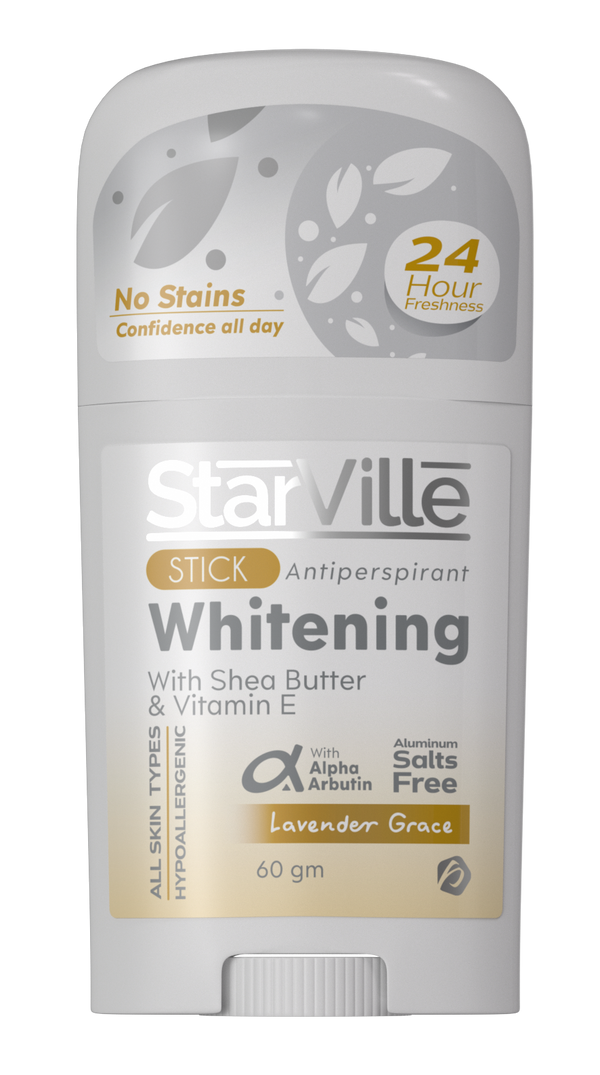 No Stains
Confidence all day
24
Hour
Freshness
StarVille
STICK Antiperspirant
Whitening
With Shea Butter
& Vitamin E
ALL SKIN TYPES
HYPOALLERGENIC
With
Alpha
Arbutin
Aluminum
Salts
Free
Lavender Grace
60 gm